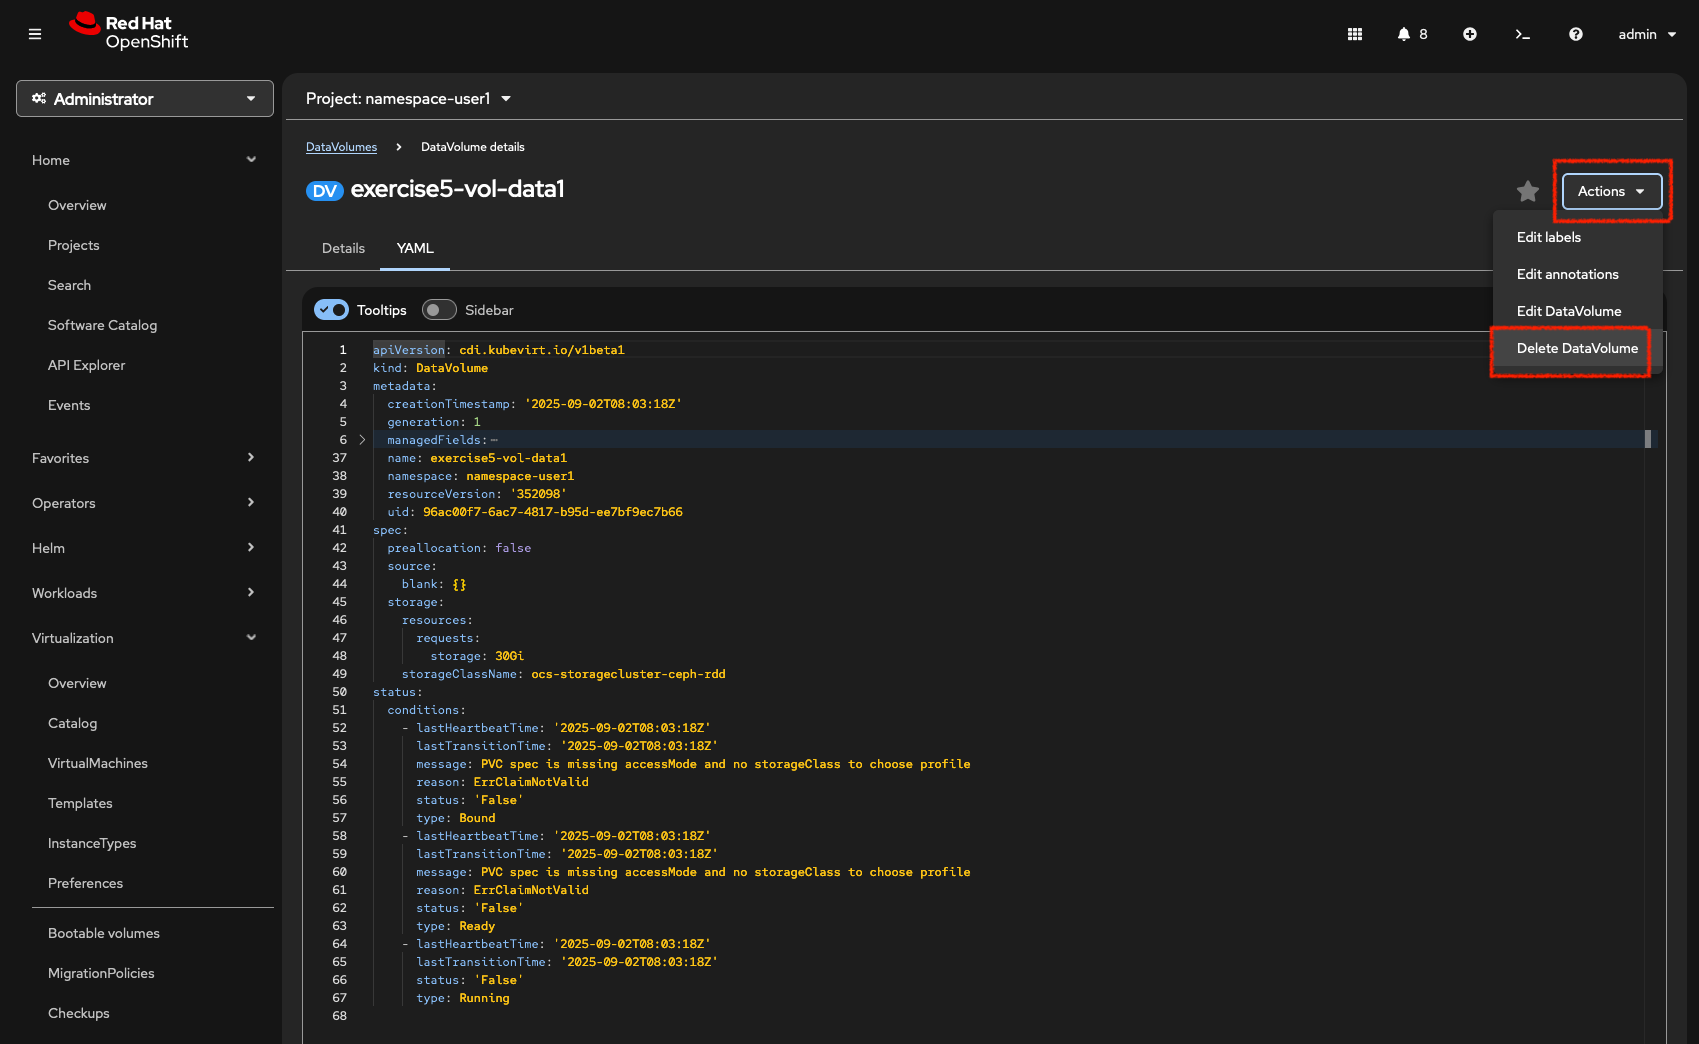 Red Hat
OpenShift
8
admin
Administrator
Home
Overview
Projects
Search
Software Catalog
API Explorer
Events
Favorites
Operators
Helm
Workloads
Virtualization
Overview
Catalog
VirtualMachines
Templates
InstanceTypes
Preferences
Bootable volumes
MigrationPolicies
Checkups
Project: namespace-user1
DataVolumes > DataVolume details
DV exercise5-vol-data1
Actions
Edit labels
Edit annotations
Edit DataVolume
Delete DataVolume
Details YAML
Tooltips Sidebar
1 apiVersion: cdi.kubevirt.io/v1beta1
2 kind: DataVolume
3 metadata:
4 creationTimestamp: '2025-09-02T08:03:18Z'
5 generation: 1
6 managedFields:⋯
37 name: exercise5-vol-data1
38 namespace: namespace-user1
39 resourceVersion: '352098'
40 uid: 96ac00f7-6ac7-4817-b95d-ee7bf9ec7b66
41 spec:
42 preallocation: false
43 source:
44 blank: {}
45 storage:
46 resources:
47 requests:
48 storage: 30Gi
49 storageClassName: ocs-storagecluster-ceph-rdd
50 status:
51 conditions:
52 - lastHeartbeatTime: '2025-09-02T08:03:18Z'
53 lastTransitionTime: '2025-09-02T08:03:18Z'
54 message: PVC spec is missing accessMode and no storageClass to choose profile
55 reason: ErrClaimNotValid
56 status: 'False'
57 type: Bound
58 - lastHeartbeatTime: '2025-09-02T08:03:18Z'
59 lastTransitionTime: '2025-09-02T08:03:18Z'
60 message: PVC spec is missing accessMode and no storageClass to choose profile
61 reason: ErrClaimNotValid
62 status: 'False'
63 type: Ready
64 - lastHeartbeatTime: '2025-09-02T08:03:18Z'
65 lastTransitionTime: '2025-09-02T08:03:18Z'
66 status: 'False'
67 type: Running
68